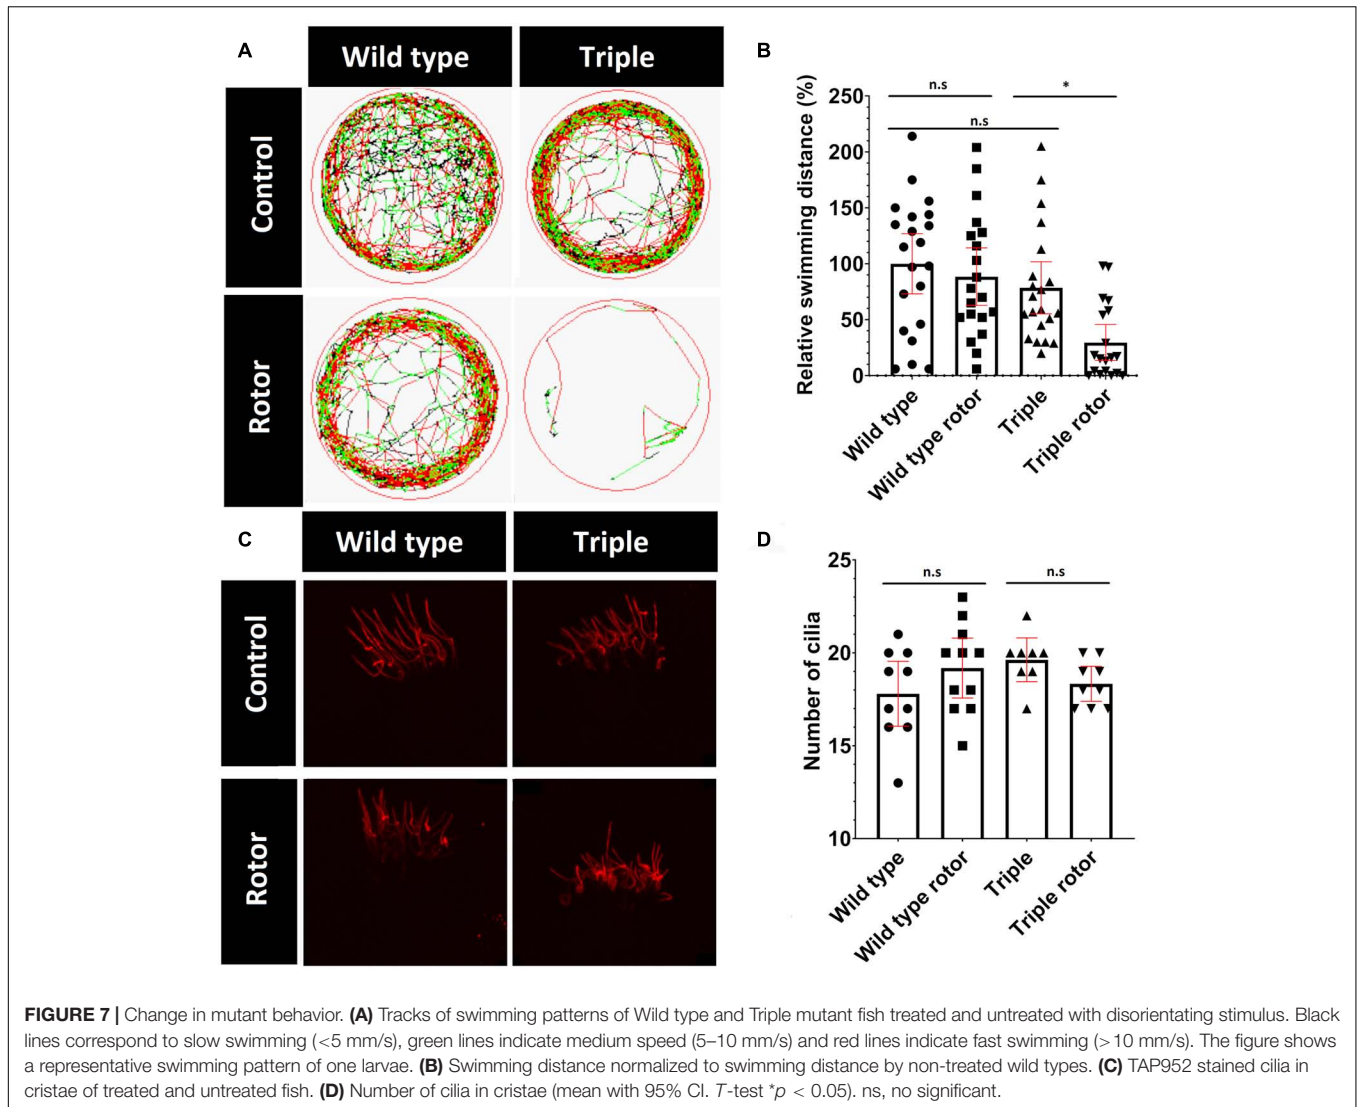 A
Wild type
Triple
Control
Rotor
B
Relative swimming distance (%)
250
200
150
100
50
0
n.s
*
n.s
Wild type
Wild type rotor
Triple
Triple rotor
C
Wild type
Triple
Control
Rotor
D
Number of cilia
25
20
15
10
n.s
n.s
Wild type
Wild type rotor
Triple
Triple rotor
FIGURE 7 | Change in mutant behavior. (A) Tracks of swimming patterns of Wild type and Triple mutant fish treated and untreated with disorientating stimulus. Black
lines correspond to slow swimming (<5 mm/s), green lines indicate medium speed (5–10 mm/s) and red lines indicate fast swimming (>10 mm/s). The figure shows
a representative swimming pattern of one larvae. (B) Swimming distance normalized to swimming distance by non-treated wild types. (C) TAP952 stained cilia in
cristae of treated and untreated fish. (D) Number of cilia in cristae (mean with 95% CI. T-test *p < 0.05). ns, no significant.